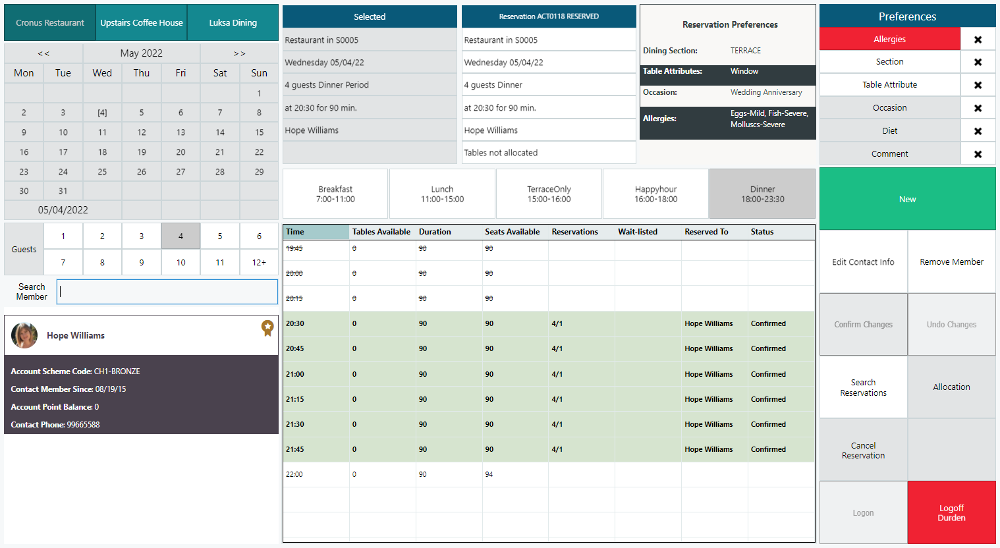 Cronus Restaurant Upstairs Coffee House Luksa Dining
<< May 2022 >>
Mon Tue Wed Thu Fri Sat Sun
1
2 3 [4] 5 6 7 8
9 10 11 12 13 14 15
16 17 18 19 20 21 22
23 24 25 26 27 28 29
30 31
05/04/2022
Guests
1 2 3 4 5 6
7 8 9 10 11 12+
Search
Member
Hope Williams
Account Scheme Code: CH1-BRONZE
Contact Member Since: 08/19/15
Account Point Balance: 0
Contact Phone: 99665588
Selected
Restaurant in S0005
Wednesday 05/04/22
4 guests Dinner Period
at 20:30 for 90 min.
Hope Williams
Reservation ACT0118 RESERVED
Restaurant in S0005
Wednesday 05/04/22
4 guests Dinner
at 20:30 for 90 min.
Hope Williams
Tables not allocated
Reservation Preferences
Dining Section: TERRACE
Table Attributes: Window
Occasion: Wedding Anniversary
Allergies: Eggs-Mild, Fish-Severe,
Molluscs-Severe
Breakfast
7:00-11:00
Lunch
11:00-15:00
TerraceOnly
15:00-16:00
Happyhour
16:00-18:00
Dinner
18:00-23:30
Time Tables Available Duration Seats Available Reservations Wait-listed Reserved To Status
19:45 0 90 90
20:00 0 90 90
20:15 0 90 90
20:30 0 90 90 4/1 Hope Williams Confirmed
20:45 0 90 90 4/1 Hope Williams Confirmed
21:00 0 90 90 4/1 Hope Williams Confirmed
21:15 0 90 90 4/1 Hope Williams Confirmed
21:30 0 90 90 4/1 Hope Williams Confirmed
21:45 0 90 90 4/1 Hope Williams Confirmed
22:00 0 90 94
Preferences
Allergies
Section
Table Attribute
Occasion
Diet
Comment
New
Edit Contact Info Remove Member
Confirm Changes Undo Changes
Search
Reservations
Allocation
Cancel
Reservation
Logon
Logoff
Durden